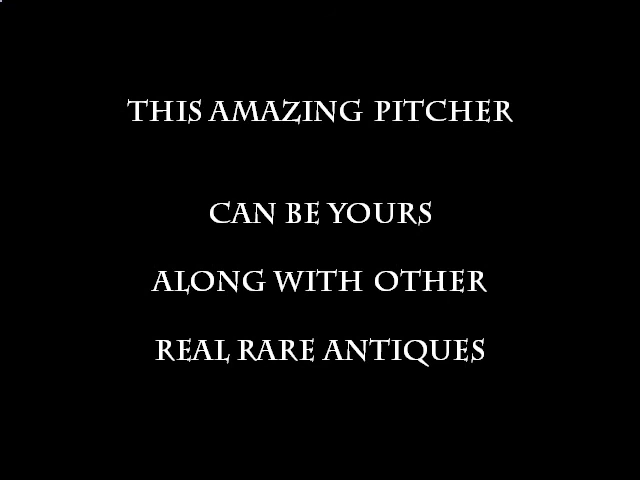 THIS AMAZING PITCHER
CAN BE YOURS
ALONG WITH OTHER
REAL RARE ANTIQUES